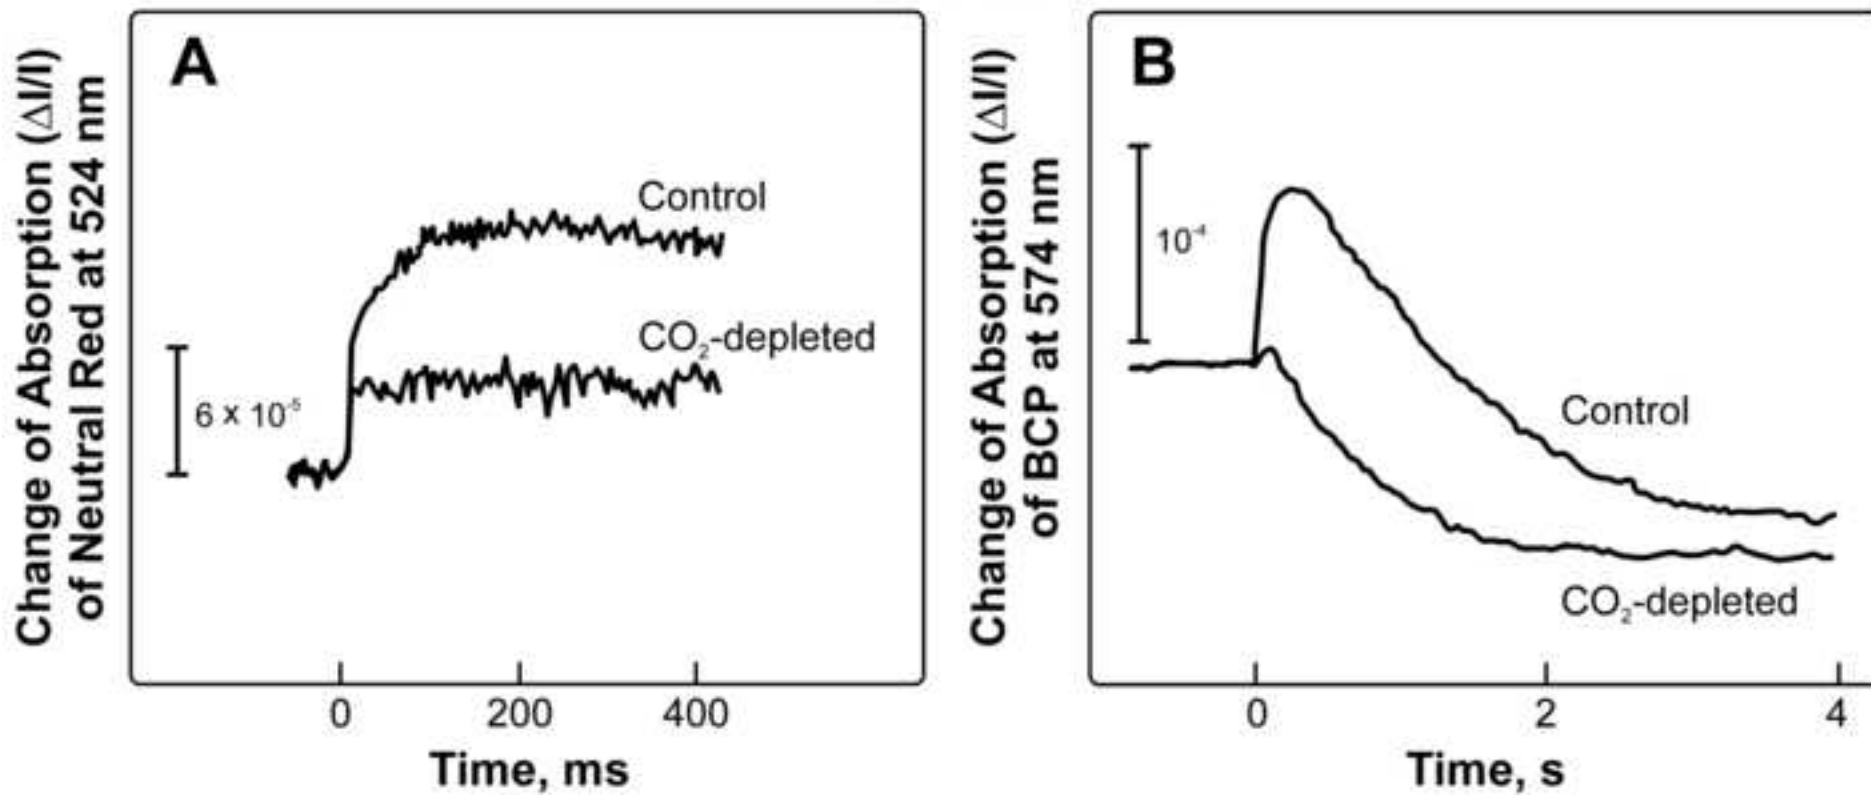 A
Change of Absorption (ΔI/I)
of Neutral Red at 524 nm
Control
CO₂-depleted
6 x 10⁻⁵
0 200 400
Time, ms
B
Change of Absorption (ΔI/I)
of BCP at 574 nm
10⁻⁴
Control
CO₂-depleted
0 2 4
Time, s